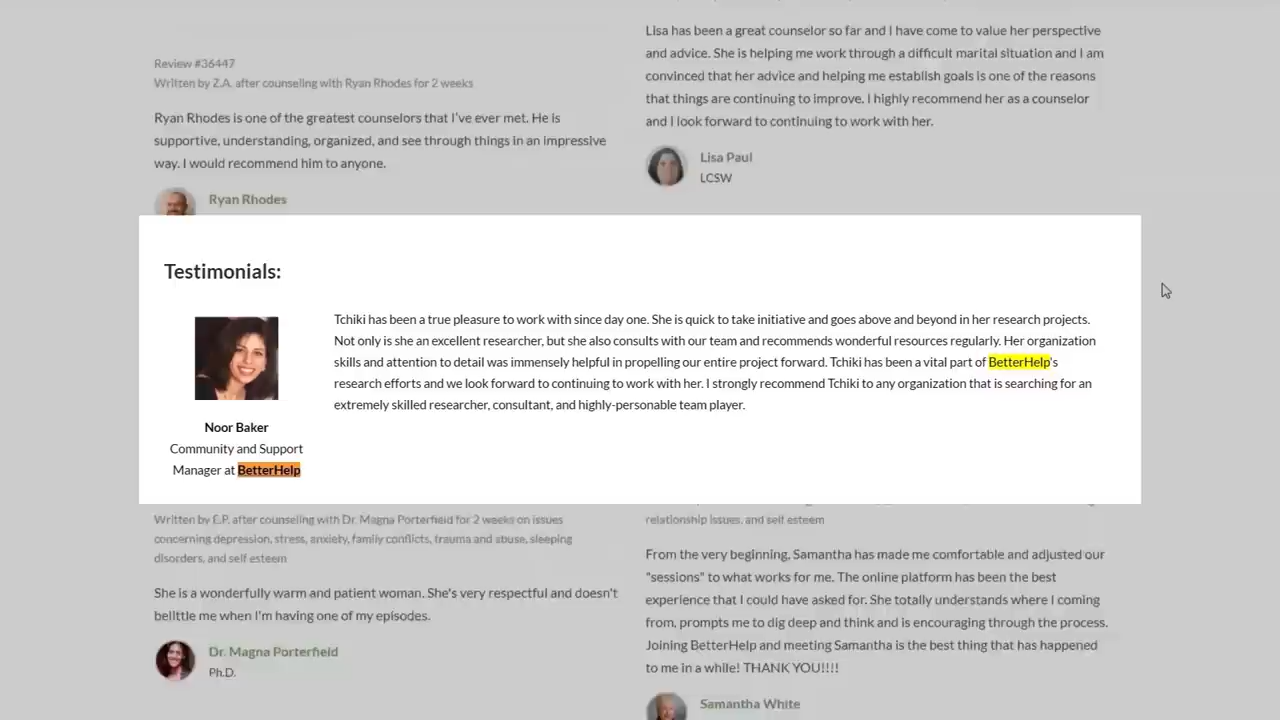 Review #36447
Written by Z.A. after counseling with Ryan Rhodes for 2 weeks
Ryan Rhodes is one of the greatest counselors that I've ever met. He is
supportive, understanding, organized, and see through things in an impressive
way. I would recommend him to anyone.
Ryan Rhodes
Lisa has been a great counselor so far and I have come to value her perspective
and advice. She is helping me work through a difficult marital situation and I am
convinced that her advice and helping me establish goals is one of the reasons
that things are continuing to improve. I highly recommend her as a counselor
and I look forward to continuing to work with her.
Lisa Paul
LCSW
Testimonials:
Noor Baker
Community and Support
Manager at BetterHelp
Tchiki has been a true pleasure to work with since day one. She is quick to take initiative and goes above and beyond in her research projects.
Not only is she an excellent researcher, but she also consults with our team and recommends wonderful resources regularly. Her organization
skills and attention to detail was immensely helpful in propelling our entire project forward. Tchiki has been a vital part of BetterHelp's
research efforts and we look forward to continuing to work with her. I strongly recommend Tchiki to any organization that is searching for an
extremely skilled researcher, consultant, and highly-personable team player.
Written by E.P. after counseling with Dr. Magna Porterfield for 2 weeks on issues
concerning depression, stress, anxiety, family conflicts, trauma and abuse, sleeping
disorders, and self esteem
She is a wonderfully warm and patient woman. She's very respectful and doesn't
belittle me when I'm having one of my episodes.
Dr. Magna Porterfield
Ph.D.
relationship issues, and self esteem
From the very beginning, Samantha has made me comfortable and adjusted our
"sessions" to what works for me. The online platform has been the best
experience that I could have asked for. She totally understands where I coming
from, prompts me to dig deep and think and is encouraging through the process.
Joining BetterHelp and meeting Samantha is the best thing that has happened
to me in a while! THANK YOU!!!!
Samantha White